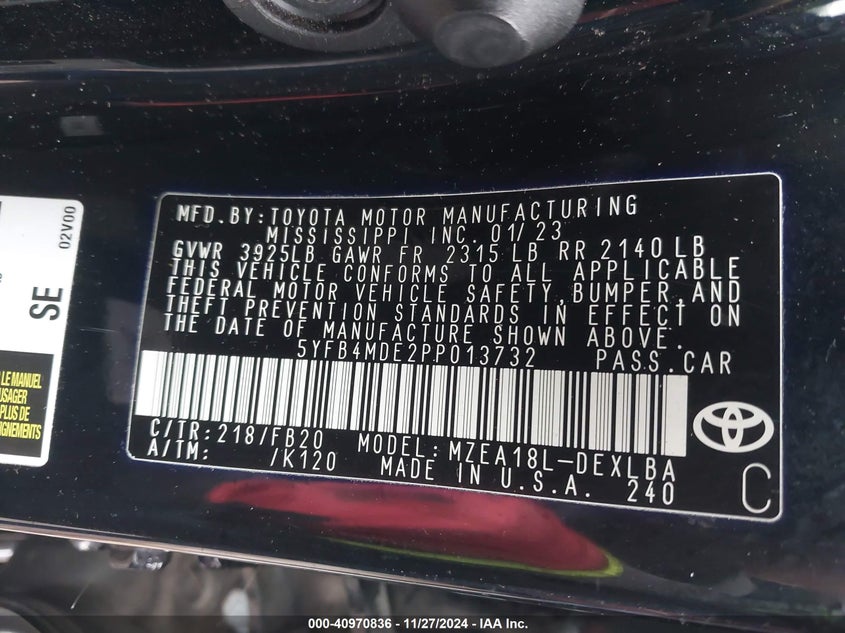 MFD.BY:TOYOTA MOTOR MANUFACTURING
MISSISSIPPI INC. 01/23
GVWR 3925LB GAWR FR 2315 LB RR 2140 LB
THIS VEHICLE CONFORMS TO ALL APPLICABLE
FEDERAL MOTOR VEHICLE SAFETY,BUMPER,AND
THEFT PREVENTION STANDARDS IN EFFECT ON
THE DATE OF MANUFACTURE SHOWN ABOVE.
5YFB4MDE2PP013732 PASS.CAR
C/TR:218/FB20 MODEL:MZEA18L-DEXLBA
A/TM: /K120 MADE IN U.S.A. 240
C
02V00
SE
LE MANUEL
USAGER
PLUS DE
000-40970836 – 11/27/2024 – © IAA Inc.